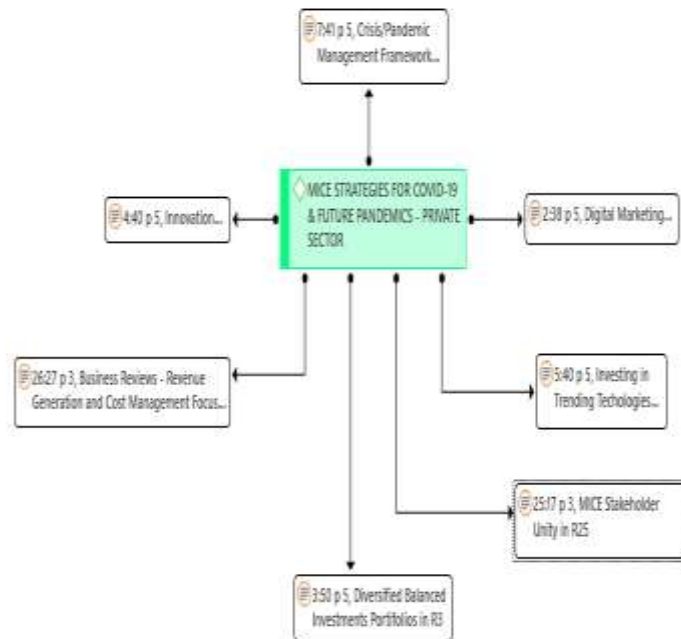 7:41 p 5, Crisis/Pandemic
Management Framework...
MICE STRATEGIES FOR COVID-19
& FUTURE PANDEMICS - PRIVATE
SECTOR
4:40 p 5, Innovation...
2:38 p 5, Digital Marketing...
26:27 p 3, Business Reviews - Revenue
Generation and Cost Management Focus...
5:40 p 5, Investing in
Trending Techologies...
25:17 p 3, MICE Stakeholder
Unity in R25
3:50 p 5, Diversified Balanced
Investments Portifolios in R3